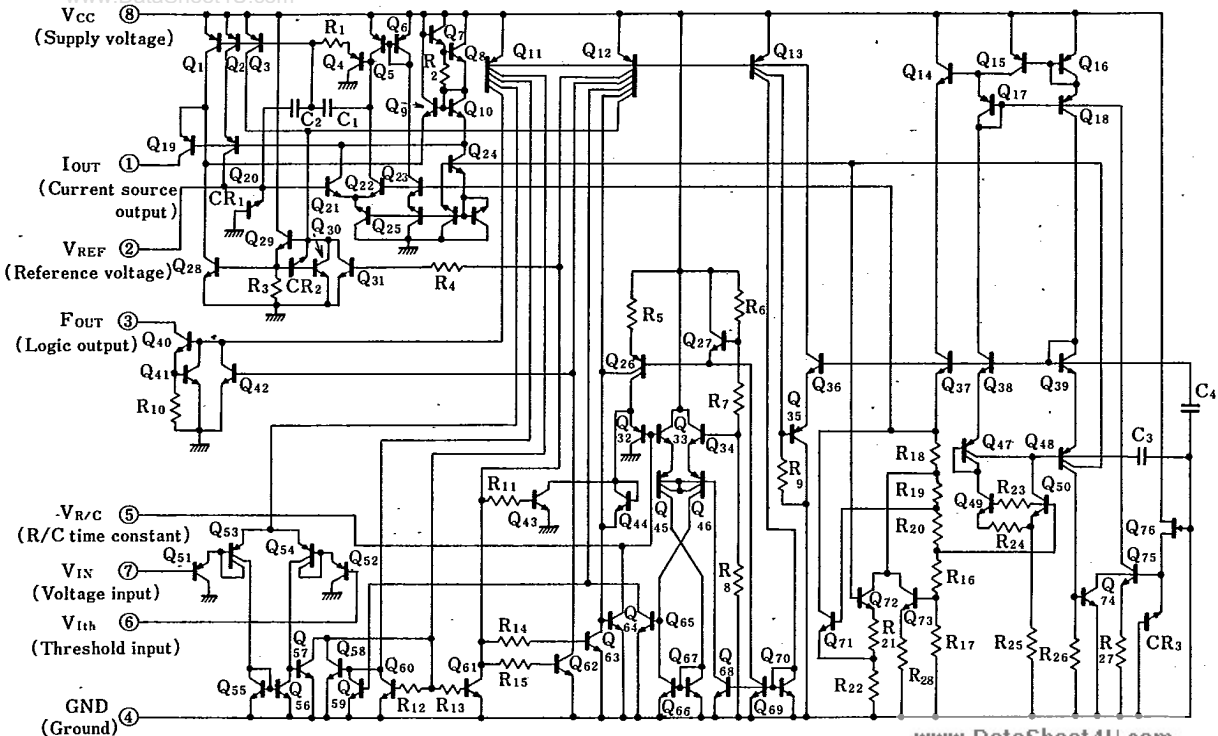 www.DataSheet4U.com
VCC ⑧
(Supply voltage)
IOUT ①
(Current source output)
VREF ②
(Reference voltage)
FOUT ③
(Logic output)
VR/C ⑤
(R/C time constant)
VIN ⑦
(Voltage input)
VIth ⑥
(Threshold input)
GND ④
(Ground)
R1 Q6 Q7
Q1 Q2 Q3 Q4 Q5 R2 Q8 Q11 Q12 Q13 Q14 Q15 Q16
C2 C1 Q9 Q10 Q17 Q18
Q19 Q20 Q24
CR1 Q21 Q22 Q23 Q25
Q28 Q29 Q30 R3 CR2 Q31 R4
R5 Q27 R6
Q40 Q41 Q42 R10 Q26 R7 Q36 Q37 Q38 Q39 C4
Q32 Q33 Q34 Q35 R9 R18 Q47 Q48 C3
R11 Q43 Q44 Q45 Q46 R19 R20 Q49 R23 Q50 R24
Q51 Q53 Q54 Q52 R8 R16 Q76 Q75
Q57 Q58 Q60 R14 Q61 R15 Q62 Q63 Q64 Q65 Q71 Q72 Q73 R21 R17 Q74
Q55 Q56 Q59 R12 R13 Q67 Q66 Q68 Q70 Q69 R22 R28 R25 R26 R27 CR3
www.DataSheet4U.com